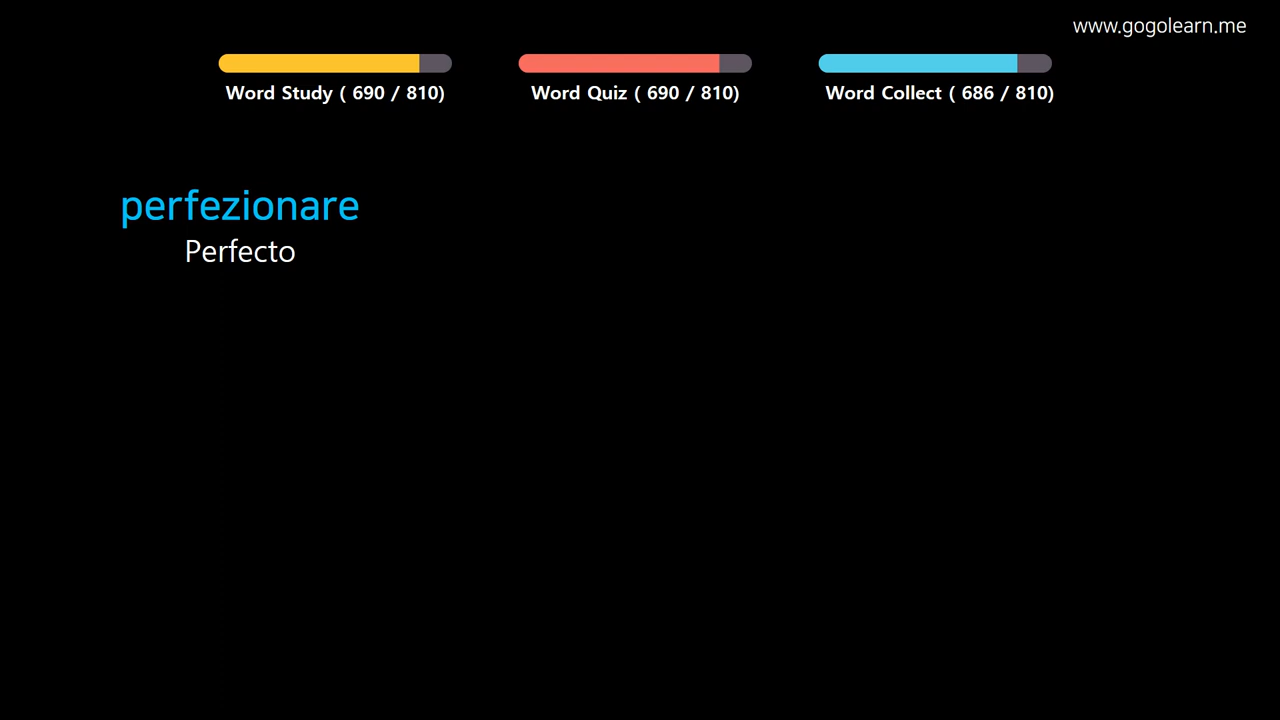 www.gogolearn.me
Word Study ( 690 / 810)
Word Quiz ( 690 / 810)
Word Collect ( 686 / 810)
perfezionare
Perfecto